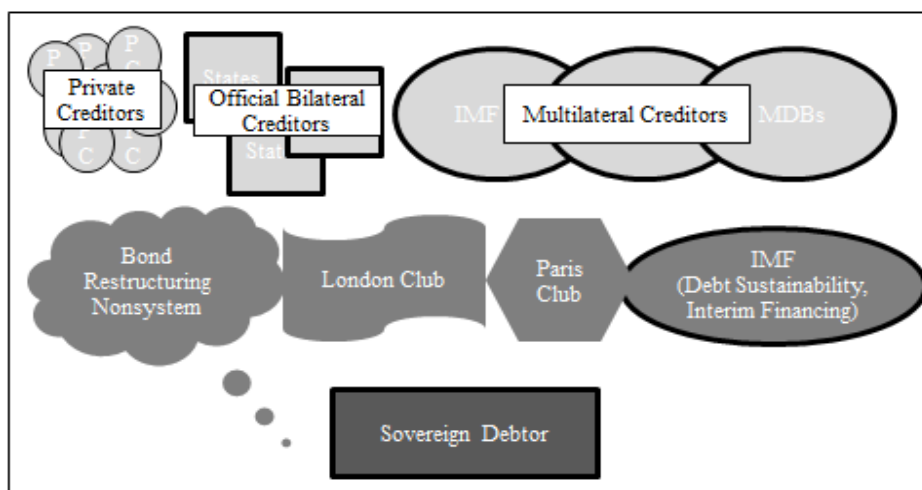 P P P
C
Private
Creditors
P
C C
States
Official Bilateral
Creditors
Stat
IMF
Multilateral Creditors
MDBs
Bond
Restructuring
Nonsystem
London Club
Paris
Club
IMF
(Debt Sustainability,
Interim Financing)
Sovereign Debtor